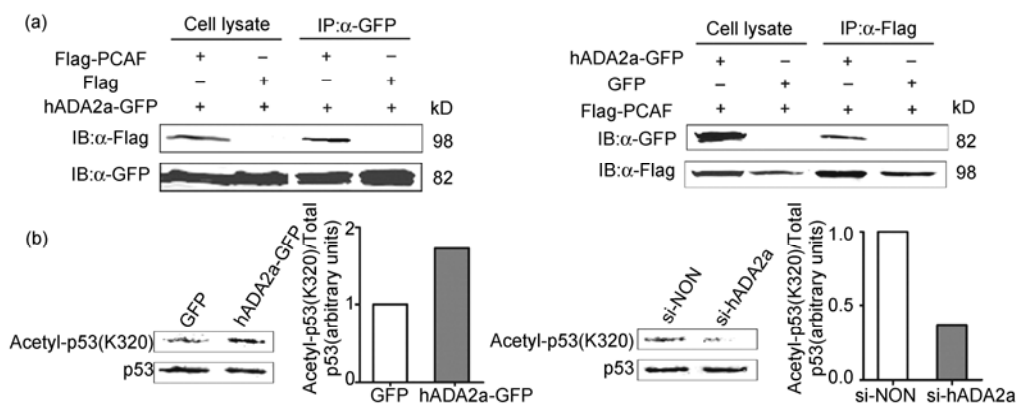 (a)
Cell lysate IP:α-GFP
Flag-PCAF + − + −
Flag − + − +
hADA2a-GFP + + + + kD
IB:α-Flag 98
IB:α-GFP 82
Cell lysate IP:α-Flag
hADA2a-GFP + − + −
GFP − + − +
Flag-PCAF + + + + kD
IB:α-GFP 82
IB:α-Flag 98
(b)
GFP hADA2a-GFP
Acetyl-p53(K320)
p53
Acetyl-p53(K320)/Total
p53(arbitrary units)
2
1
0
GFP hADA2a-GFP
si-NON si-hADA2a
Acetyl-p53(K320)
p53
Acetyl-p53(K320)/Total
p53(arbitrary units)
1.0
0.5
0.0
si-NON si-hADA2a